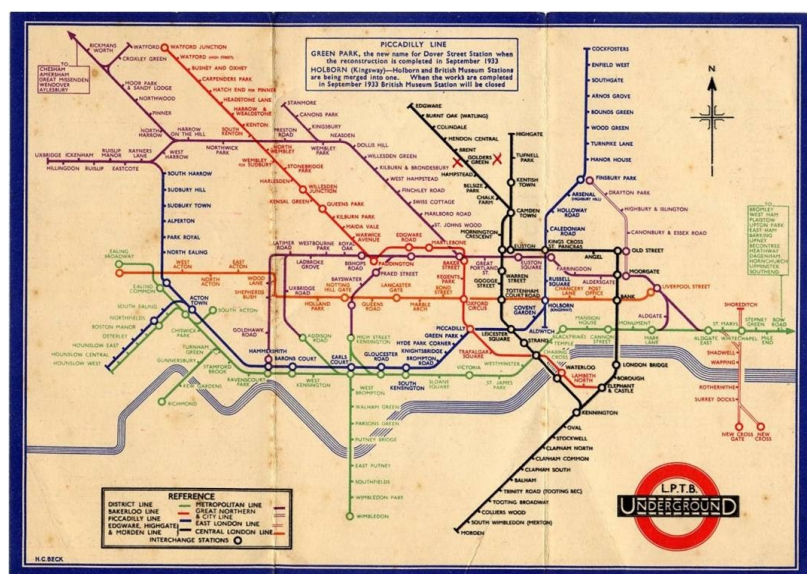 PICCADILLY LINE
GREEN PARK, the new name for Dover Street Station when
the reconstruction is completed in September 1933
HOLBORN (Kingsway)—Holborn and British Museum Stations
are being merged into one. When the works are completed
in September 1933 British Museum Station will be closed
RICKMANS
WORTH
WATFORD
CROXLEY GREEN
CHESHAM
AMERSHAM
GREAT MISSENDEN
WENDOVER
AYLESBURY
MOOR PARK
& SANDY LODGE
NORTHWOOD
PINNER
NORTH
HARROW
HARROW
ON THE HILL
WEST
HARROW
UXBRIDGE
ICKENHAM
RUISLIP
MANOR
RAYNERS
LANE
HILLINGDON
RUISLIP
EASTCOTE
WATFORD JUNCTION
WATFORD (HIGH STREET)
BUSHEY AND OXHEY
CARPENDERS PARK
HATCH END FOR PINNER
HEADSTONE LANE
HARROW &
WEALDSTONE
KENTON
SOUTH
KENTON
NORTHWICK
PARK
PRESTON
ROAD
NORTH
WEMBLEY
WEMBLEY
PARK
WEMBLEY
FOR SUDBURY
STONEBRIDGE
PARK
HARLESDEN
WILLESDEN
JUNCTION
KENSAL GREEN
QUEENS PARK
KILBURN PARK
MAIDA VALE
WARWICK
AVENUE
PADDINGTON
STANMORE
CANONS PARK
KINGSBURY
NEASDEN
DOLLIS HILL
WILLESDEN GREEN
KILBURN & BRONDESBURY
WEST HAMPSTEAD
FINCHLEY ROAD
SWISS COTTAGE
MARLBORO ROAD
ST. JOHNS WOOD
EDGWARE
BURNT OAK (WATLING)
COLINDALE
HENDON CENTRAL
BRENT
GOLDERS
GREEN
HAMPSTEAD
BELSIZE
PARK
CHALK
FARM
CAMDEN
TOWN
HIGHGATE
TUFNELL
PARK
KENTISH
TOWN
MORNINGTON
CRESCENT
COCKFOSTERS
ENFIELD WEST
SOUTHGATE
ARNOS GROVE
BOUNDS GREEN
WOOD GREEN
TURNPIKE LANE
MANOR HOUSE
FINSBURY PARK
ARSENAL
(HIGHBURY HILL)
HOLLOWAY
ROAD
CALEDONIAN
ROAD
DRAYTON PARK
HIGHBURY & ISLINGTON
CANONBURY & ESSEX ROAD
N
SOUTH HARROW
SUDBURY HILL
SUDBURY TOWN
ALPERTON
PARK ROYAL
NORTH EALING
EALING
BROADWAY
WEST
ACTON
NORTH
ACTON
EAST
ACTON
WOOD
LANE
SHEPHERDS
BUSH
HOLLAND
PARK
NOTTING
HILL GATE
QUEENS
ROAD
LANCASTER
GATE
MARBLE
ARCH
BOND
STREET
OXFORD
CIRCUS
LATIMER
ROAD
LADBROKE
GROVE
WESTBOURNE
PARK
ROYAL
OAK
BISHOPS
ROAD
EDGWARE
ROAD
MARYLEBONE
BAKER
STREET
REGENTS
PARK
GREAT
PORTLAND
ST.
UXBRIDGE
ROAD
BAYSWATER
PRAED STREET
EUSTON
EUSTON
SQUARE
KINGS CROSS
ST. PANCRAS
ANGEL
OLD STREET
FARRINGDON
ALDERSGATE
MOORGATE
LIVERPOOL STREET
WARREN
STREET
GOODGE
STREET
TOTTENHAM
COURT ROAD
RUSSELL
SQUARE
CHANCERY
LANE
POST
OFFICE
BANK
COVENT
GARDEN
HOLBORN
(KINGSWAY)
ALDWYCH
LEICESTER
SQUARE
STRAND
ALDGATE
EALING
COMMON
SOUTH EALING
NORTHFIELDS
BOSTON MANOR
OSTERLEY
HOUNSLOW EAST
HOUNSLOW CENTRAL
HOUNSLOW WEST
ACTON
TOWN
SOUTH ACTON
CHISWICK
PARK
GUNNERSBURY
KEW GARDENS
RICHMOND
TURNHAM
GREEN
STAMFORD
BROOK
RAVENSCOURT
PARK
GOLDHAWK
ROAD
HAMMERSMITH
BARONS COURT
WEST
KENSINGTON
ADDISON
ROAD
EARLS
COURT
HIGH STREET
KENSINGTON
GLOUCESTER
ROAD
SOUTH
KENSINGTON
BROMPTON
ROAD
KNIGHTSBRIDGE
HYDE PARK CORNER
GREEN PARK
PICCADILLY
SLOANE
SQUARE
VICTORIA
ST. JAMES
PARK
WESTMINSTER
TRAFALGAR
SQUARE
CHARING
CROSS
TEMPLE
BLACKFRIARS
MANSION
HOUSE
CANNON
STREET
MONUMENT
MARK
LANE
ALDGATE
EAST
ST. MARYS
WHITECHAPEL
STEPNEY
GREEN
MILE
END
BOW
ROAD
BROMLEY
WEST HAM
PLAISTOW
UPTON PARK
EAST HAM
BARKING
UPNEY
BECONTREE
HEATHWAY
DAGENHAM
HORNCHURCH
UPMINSTER
SOUTHEND
SHOREDITCH
SHADWELL
WAPPING
ROTHERHITHE
SURREY DOCKS
NEW CROSS
GATE
NEW
CROSS
WATERLOO
LAMBETH
NORTH
ELEPHANT
& CASTLE
LONDON BRIDGE
BOROUGH
KENNINGTON
OVAL
STOCKWELL
CLAPHAM NORTH
CLAPHAM COMMON
CLAPHAM SOUTH
BALHAM
TRINITY ROAD (TOOTING BEC)
TOOTING BROADWAY
COLLIERS WOOD
SOUTH WIMBLEDON (MERTON)
MORDEN
WEST
BROMPTON
WALHAM GREEN
PARSONS GREEN
PUTNEY BRIDGE
EAST PUTNEY
SOUTHFIELDS
WIMBLEDON PARK
WIMBLEDON
REFERENCE
DISTRICT LINE
BAKERLOO LINE
PICCADILLY LINE
EDGWARE, HIGHGATE
& MORDEN LINE
METROPOLITAN LINE
GREAT NORTHERN
& CITY LINE
EAST LONDON LINE
CENTRAL LONDON LINE
INTERCHANGE STATIONS
L.P.T.B.
UNDERGROUND
H.C.BECK